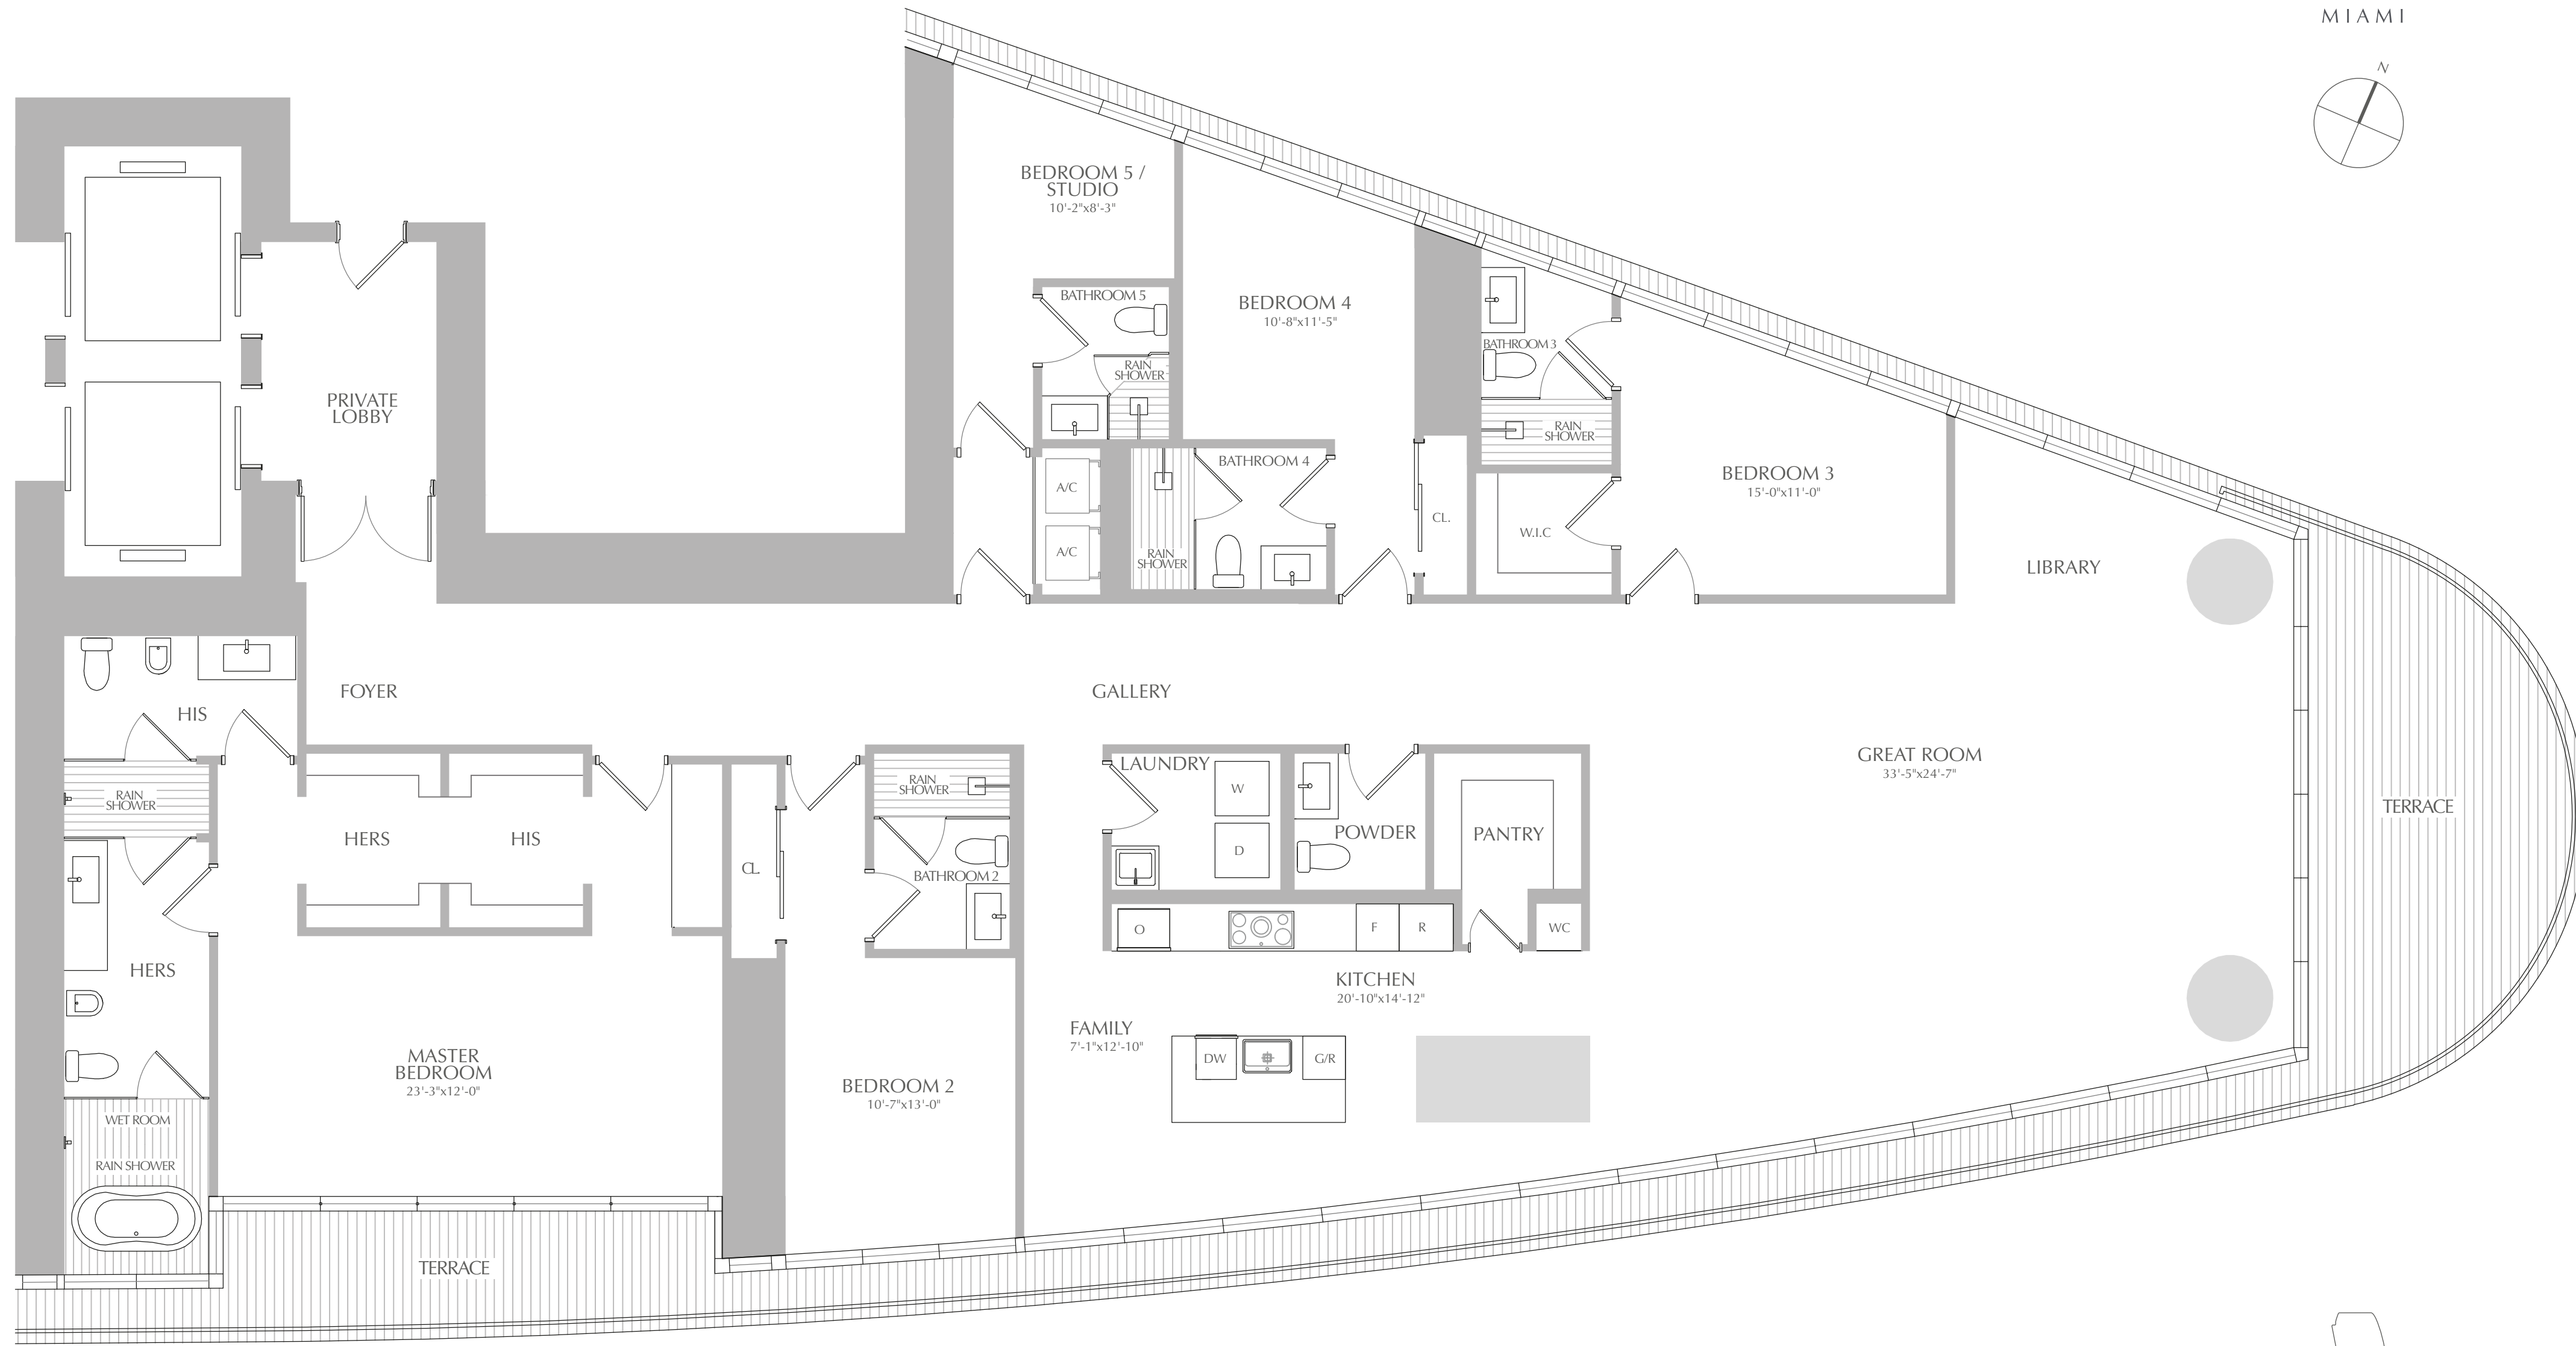 MIAMI
N
BEDROOM 5 /
STUDIO
10'-2"x8'-3"
BATHROOM 5
RAIN
SHOWER
BEDROOM 4
10'-8"x11'-5"
BATHROOM 3
RAIN
SHOWER
PRIVATE
LOBBY
BATHROOM 4
A/C
A/C
RAIN
SHOWER
CL.
W.I.C
BEDROOM 3
15'-0"x11'-0"
LIBRARY
FOYER
GALLERY
HIS
RAIN
SHOWER
HERS
HIS
CL.
RAIN
SHOWER
BATHROOM 2
LAUNDRY
W
D
POWDER
PANTRY
GREAT ROOM
33'-5"x24'-7"
TERRACE
O
F
R
WC
HERS
KITCHEN
20'-10"x14'-12"
FAMILY
7'-1"x12'-10"
DW
G/R
MASTER
BEDROOM
23'-3"x12'-0"
BEDROOM 2
10'-7"x13'-0"
WET ROOM
RAIN SHOWER
TERRACE